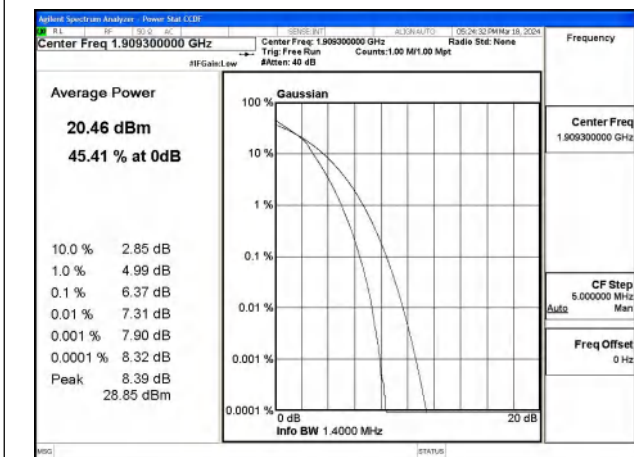 Agilent Spectrum Analyzer - Power Stat CCDF
RL RF 50 Ω AC SENSE:INT ALIGN AUTO 05:24:32 PM Mar 18, 2024
Center Freq 1.909300000 GHz
Center Freq: 1.909300000 GHz Radio Std: None
Trig: Free Run Counts:1.00 M/1.00 Mpt
#IFGain:Low #Atten: 40 dB
Frequency
Average Power
20.46 dBm
45.41 % at 0dB
10.0 % 2.85 dB
1.0 % 4.99 dB
0.1 % 6.37 dB
0.01 % 7.31 dB
0.001 % 7.90 dB
0.0001 % 8.32 dB
Peak 8.39 dB
28.85 dBm
Gaussian
100 %
10 %
1 %
0.1 %
0.01 %
0.001 %
0.0001 %
0 dB 20 dB
Info BW 1.4000 MHz
Center Freq
1.909300000 GHz
CF Step
5.000000 MHz
Auto Man
Freq Offset
0 Hz
MSG STATUS